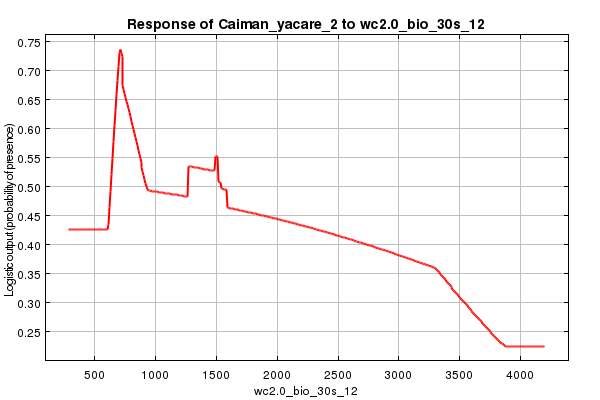 Response of Caiman_yacare_2 to wc2.0_bio_30s_12
Logistic output (probability of presence)
0.75
0.70
0.65
0.60
0.55
0.50
0.45
0.40
0.35
0.30
0.25
500 1000 1500 2000 2500 3000 3500 4000
wc2.0_bio_30s_12